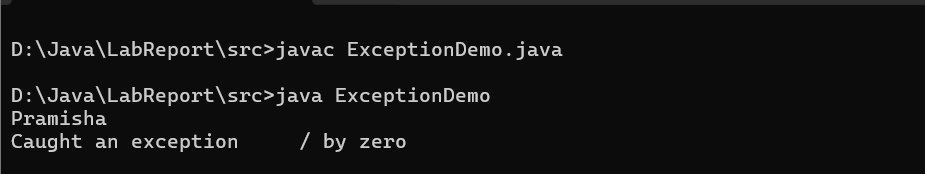 D:\Java\LabReport\src>javac ExceptionDemo.java
D:\Java\LabReport\src>java ExceptionDemo
Pramisha
Caught an exception     / by zero